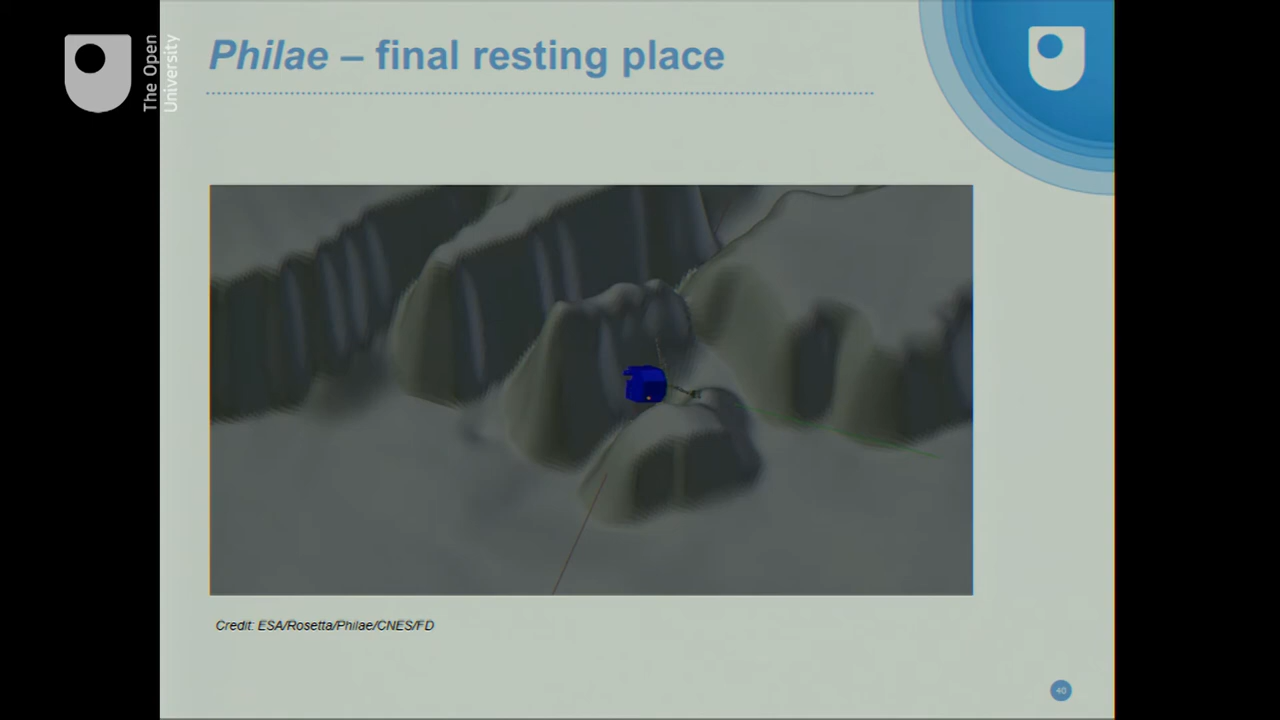 The Open
University
Philae – final resting place
Credit: ESA/Rosetta/Philae/CNES/FD
40